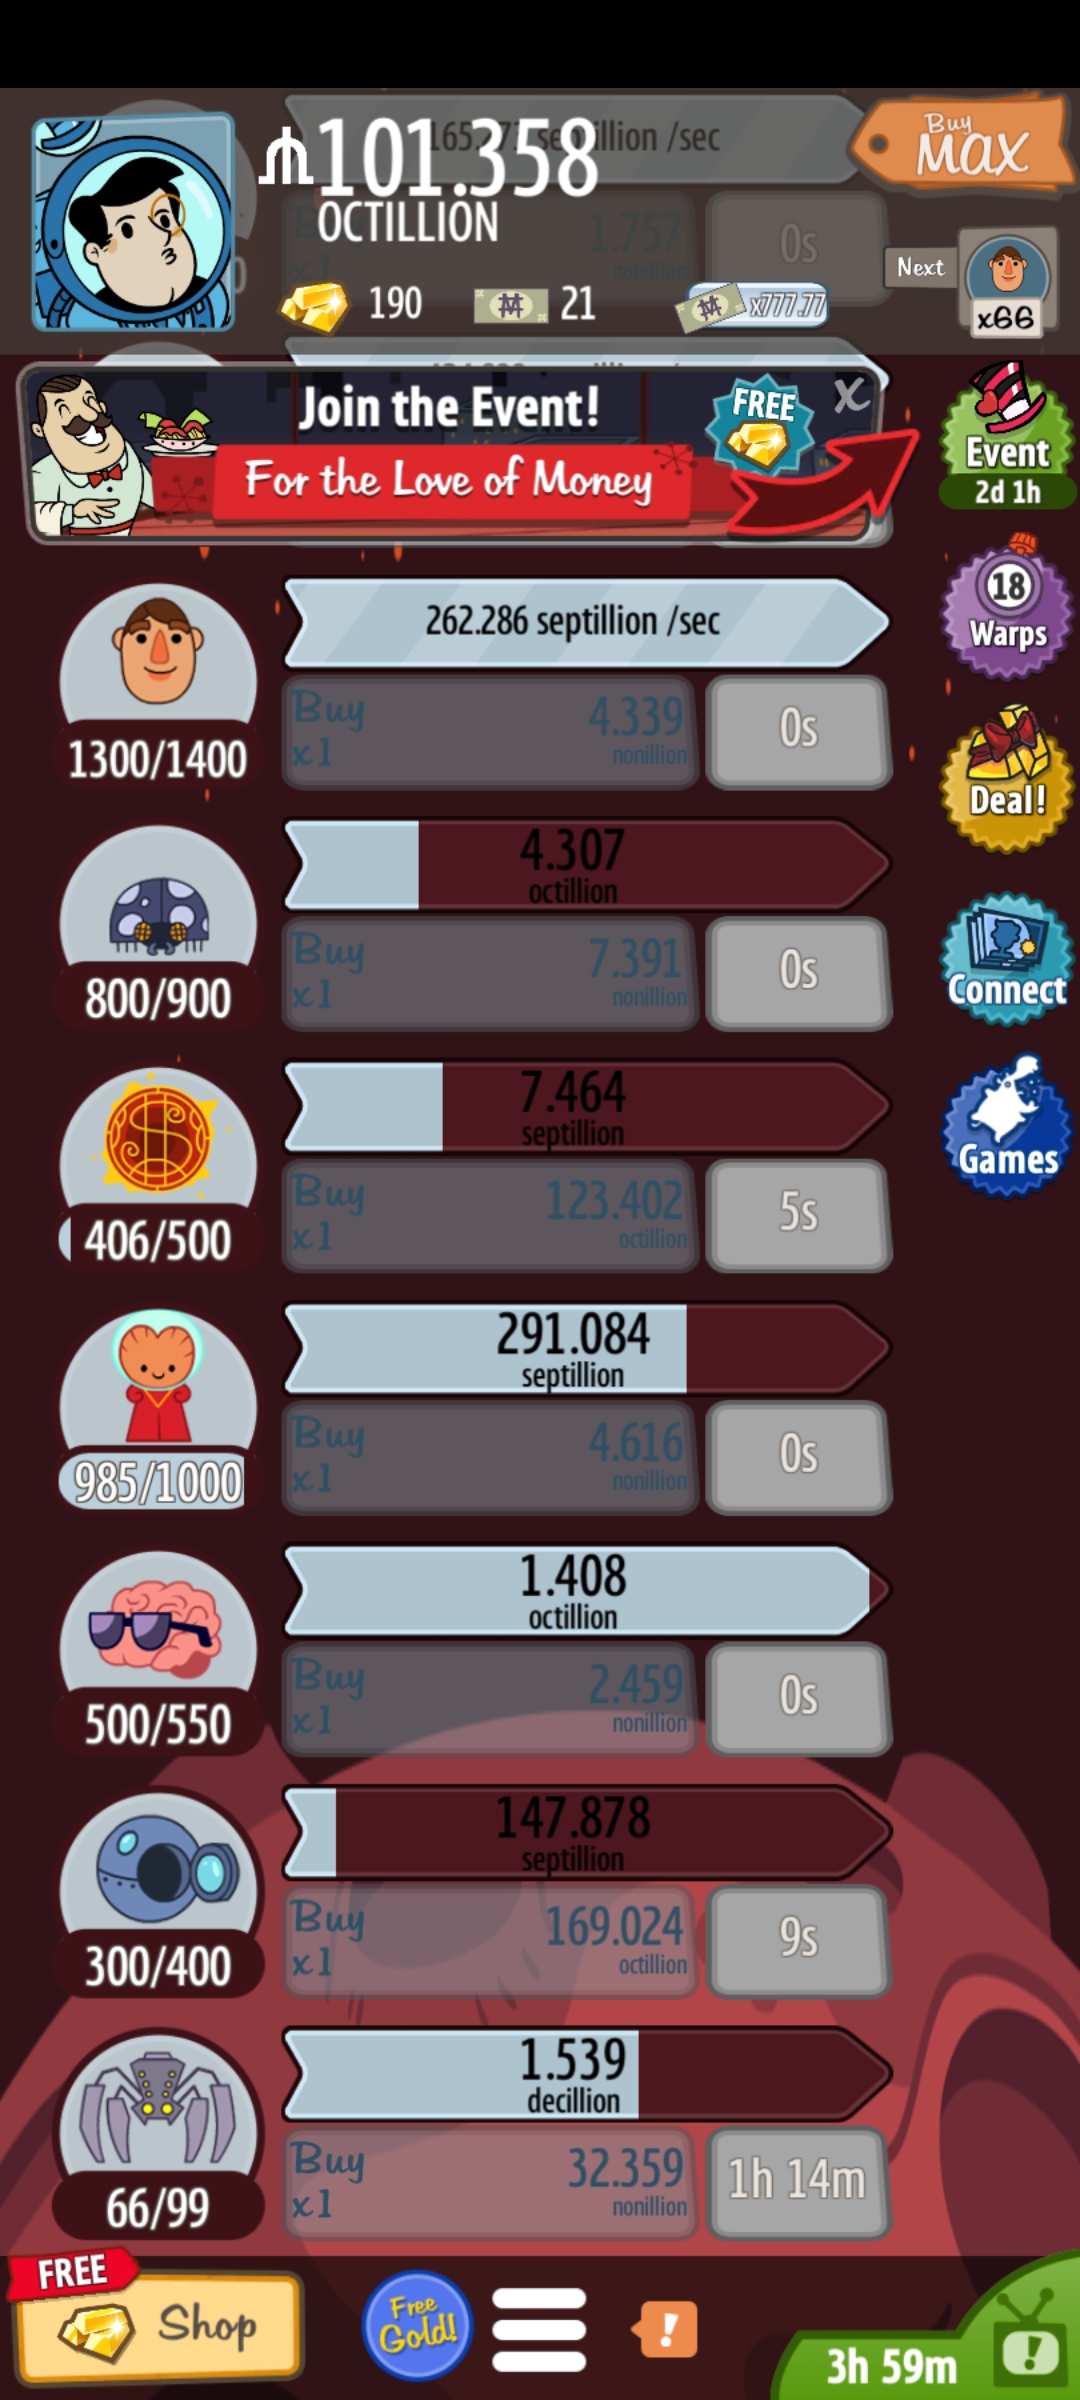 septillion /sec
₼101.358
OCTILLION
Buy
MAX
1.757
nonillion
0s
190
21
x777.77
Next
x66
Join the Event!
For the Love of Money
FREE
X
Event
2d 1h
18
Warps
Deal!
Connect
Games
262.286 septillion /sec
1300/1400
Buy
x1
4.339
nonillion
0s
4.307
octillion
800/900
Buy
x1
7.391
nonillion
0s
7.464
septillion
406/500
Buy
x1
123.402
octillion
5s
291.084
septillion
985/1000
Buy
x1
4.616
nonillion
0s
1.408
octillion
500/550
Buy
x1
2.459
nonillion
0s
147.878
septillion
300/400
Buy
x1
169.024
octillion
9s
1.539
decillion
66/99
Buy
x1
32.359
nonillion
1h 14m
FREE
Shop
Free
Gold!
!
3h 59m
!